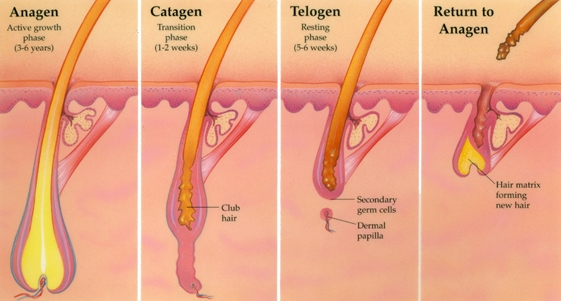 Anagen
Active growth
phase
(3-6 years)
Catagen
Transition
phase
(1-2 weeks)
Club
hair
Telogen
Resting
phase
(5-6 weeks)
Secondary
germ cells
Dermal
papilla
Return to
Anagen
Hair matrix
forming
new hair